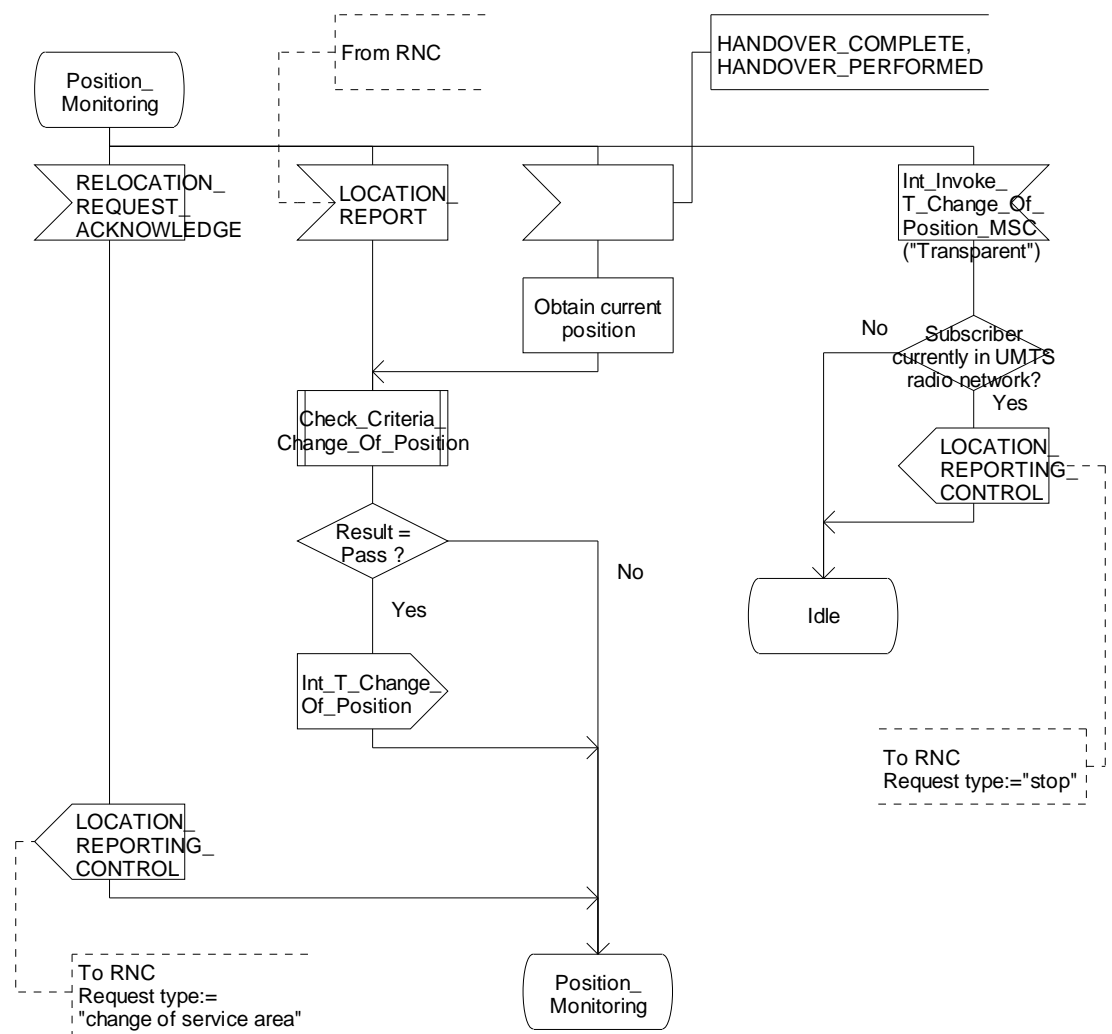 From RNC
HANDOVER_COMPLETE,
HANDOVER_PERFORMED
Position_
Monitoring
RELOCATION_
REQUEST_
ACKNOWLEDGE
LOCATION_
REPORT
Int_Invoke_
T_Change_Of_
Position_MSC
("Transparent")
Obtain current
position
No
Subscriber
currently in UMTS
radio network?
Yes
Check_Criteria_
Change_Of_Position
LOCATION_
REPORTING_
CONTROL
Result =
Pass ?
No
Yes
Idle
Int_T_Change_
Of_Position
To RNC
Request type:="stop"
LOCATION_
REPORTING_
CONTROL
To RNC
Request type:=
"change of service area"
Position_
Monitoring